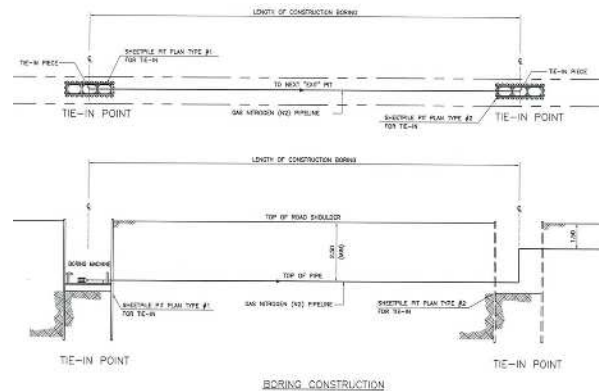 LENGTH OF CONSTRUCTION BORING
SHEETPILE PIT PLAN TYPE #1
FOR TIE-IN
TIE-IN PIECE
TIE-IN PIECE
TO NEXT "EXIT" PIT
TIE-IN POINT
GAS NITROGEN (N2) PIPELINE
SHEETPILE PIT PLAN TYPE #2
FOR TIE-IN
TIE-IN POINT
LENGTH OF CONSTRUCTION BORING
TOP OF ROAD SHOULDER
(MIN)
1.50
BORING MACHINE
TOP OF PIPE
SHEETPILE PIT PLAN TYPE #1
FOR TIE-IN
GAS NITROGEN (N2) PIPELINE
SHEETPILE PIT PLAN TYPE #2
FOR TIE-IN
TIE-IN POINT
TIE-IN POINT
BORING CONSTRUCTION